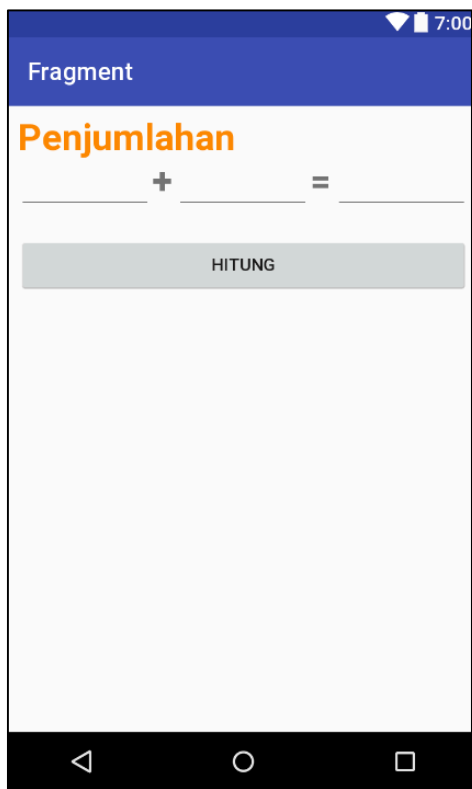 7:00
Fragment
Penjumlahan
+ =
HITUNG